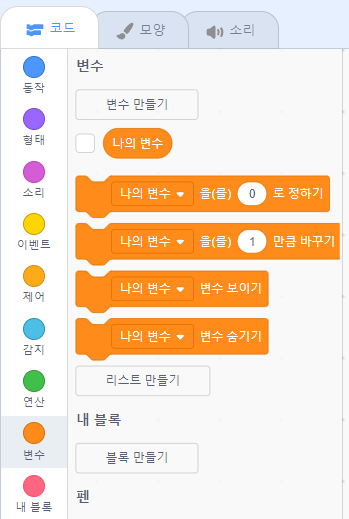 코드
모양
소리
동작
형태
소리
이벤트
제어
감지
연산
변수
내 블록
변수
변수 만들기
나의 변수
나의 변수 을(를) 0 로 정하기
나의 변수 을(를) 1 만큼 바꾸기
나의 변수 변수 보이기
나의 변수 변수 숨기기
리스트 만들기
내 블록
블록 만들기
펜